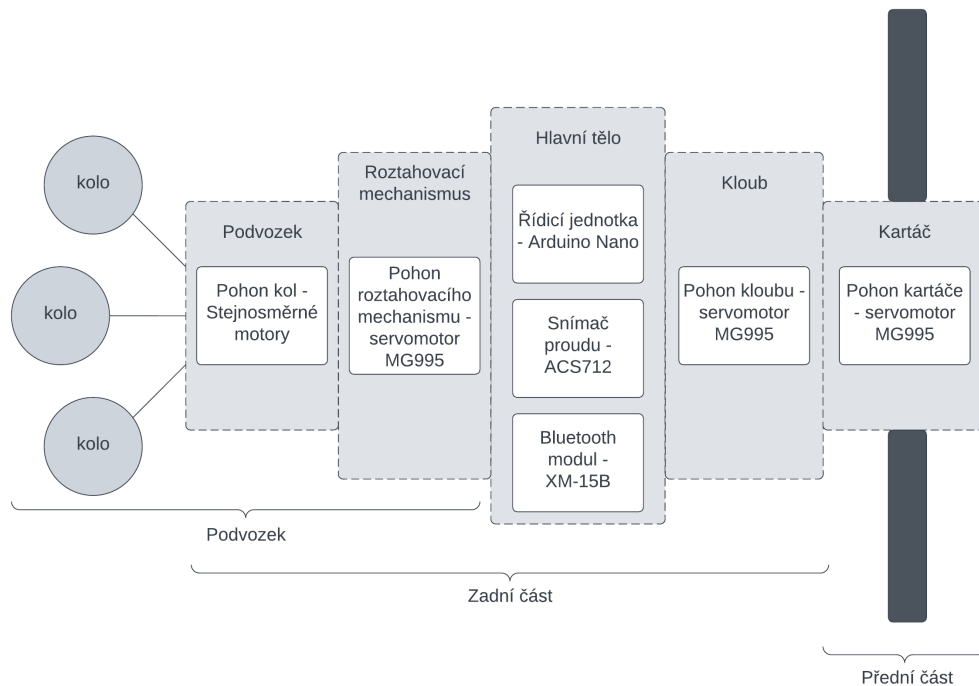 kolo
kolo
kolo
Podvozek
Pohon kol -
Stejnosměrné
motory
Roztahovací
mechanismus
Pohon
roztahovacího
mechanismu -
servomotor
MG995
Hlavní tělo
Řídicí jednotka
- Arduino Nano
Snímač
proudu -
ACS712
Bluetooth
modul -
XM-15B
Kloub
Pohon kloubu -
servomotor
MG995
Kartáč
Pohon kartáče
- servomotor
MG995
Podvozek
Zadní část
Přední část